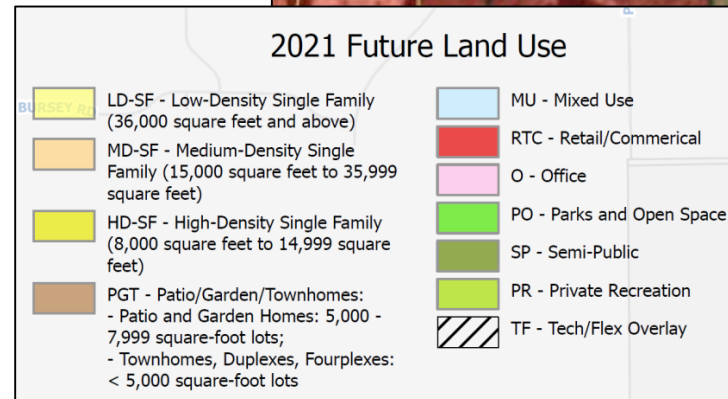 2021 Future Land Use
BURSEY RD
LD-SF - Low-Density Single Family
(36,000 square feet and above)
MD-SF - Medium-Density Single
Family (15,000 square feet to 35,999
square feet)
HD-SF - High-Density Single Family
(8,000 square feet to 14,999 square
feet)
PGT - Patio/Garden/Townhomes:
- Patio and Garden Homes: 5,000 -
7,999 square-foot lots;
- Townhomes, Duplexes, Fourplexes:
< 5,000 square-foot lots
MU - Mixed Use
RTC - Retail/Commerical
O - Office
PO - Parks and Open Space
SP - Semi-Public
PR - Private Recreation
TF - Tech/Flex Overlay